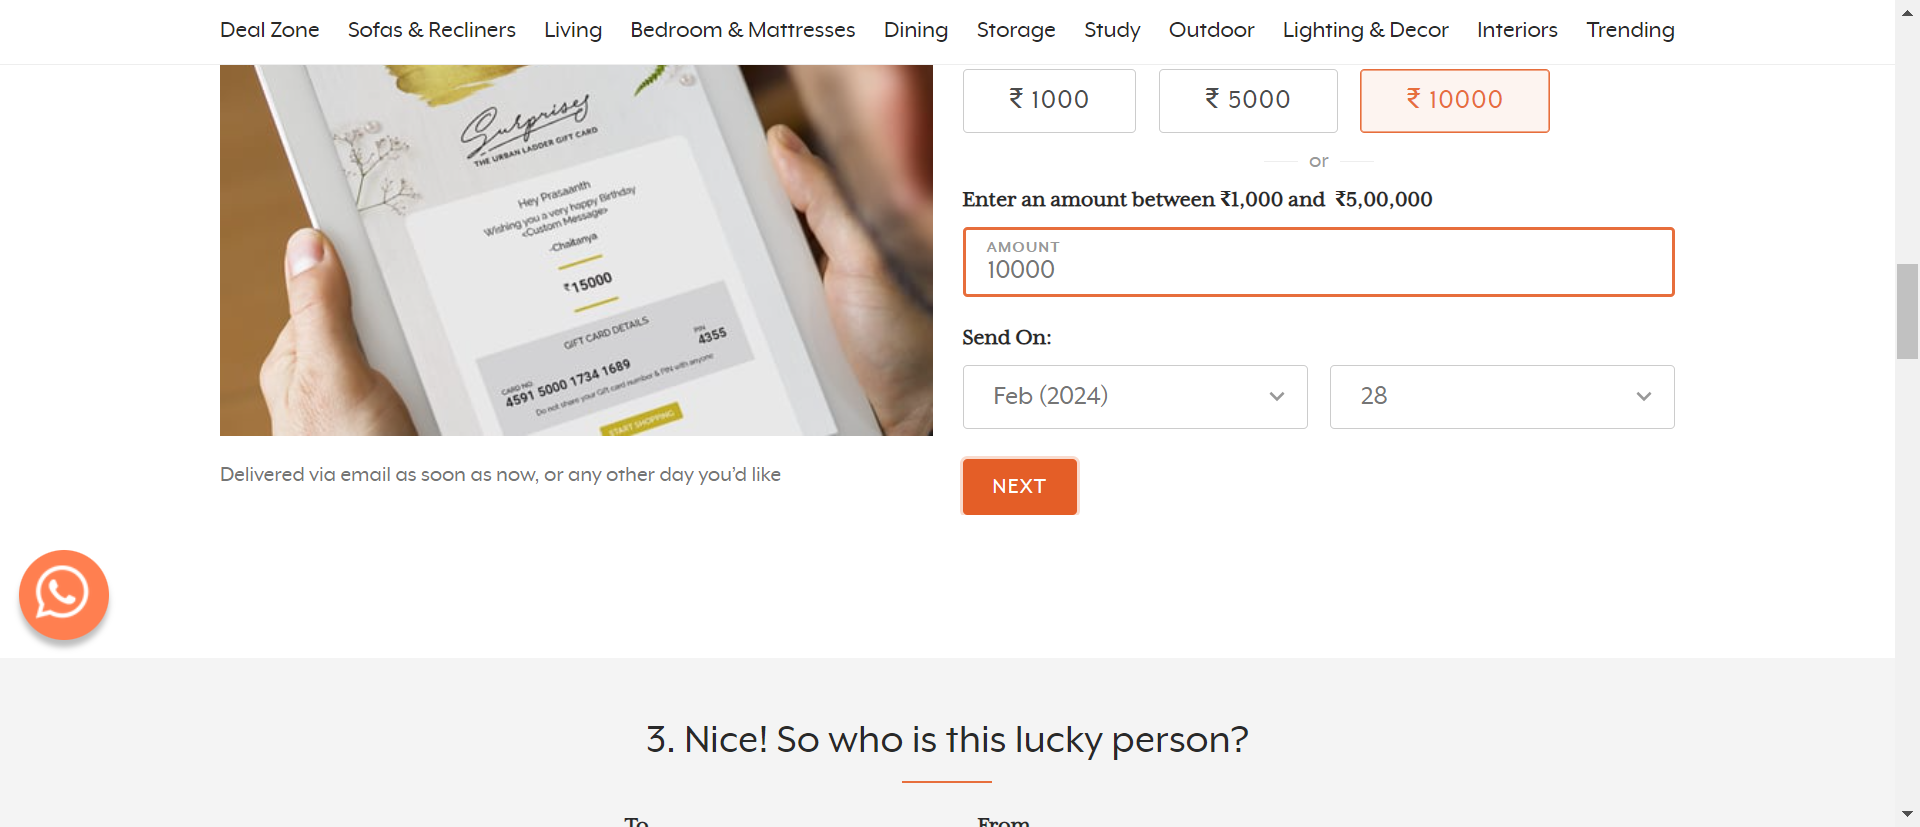 Deal Zone Sofas & Recliners Living Bedroom & Mattresses Dining Storage Study Outdoor Lighting & Decor Interiors Trending
Surprises
THE URBAN LADDER GIFT CARD
Hey Prasaanth
Wishing you a very happy Birthday
<Custom Message>
-Chaitanya
₹15000
GIFT CARD DETAILS
CARD NO.
4591 5000 1734 1689
PIN
4355
Do not share your Gift card number & PIN with anyone
START SHOPPING
Delivered via email as soon as now, or any other day you’d like
₹ 1000 ₹ 5000 ₹ 10000
or
Enter an amount between ₹1,000 and ₹5,00,000
AMOUNT
10000
Send On:
Feb (2024) 28
NEXT
3. Nice! So who is this lucky person?
To From